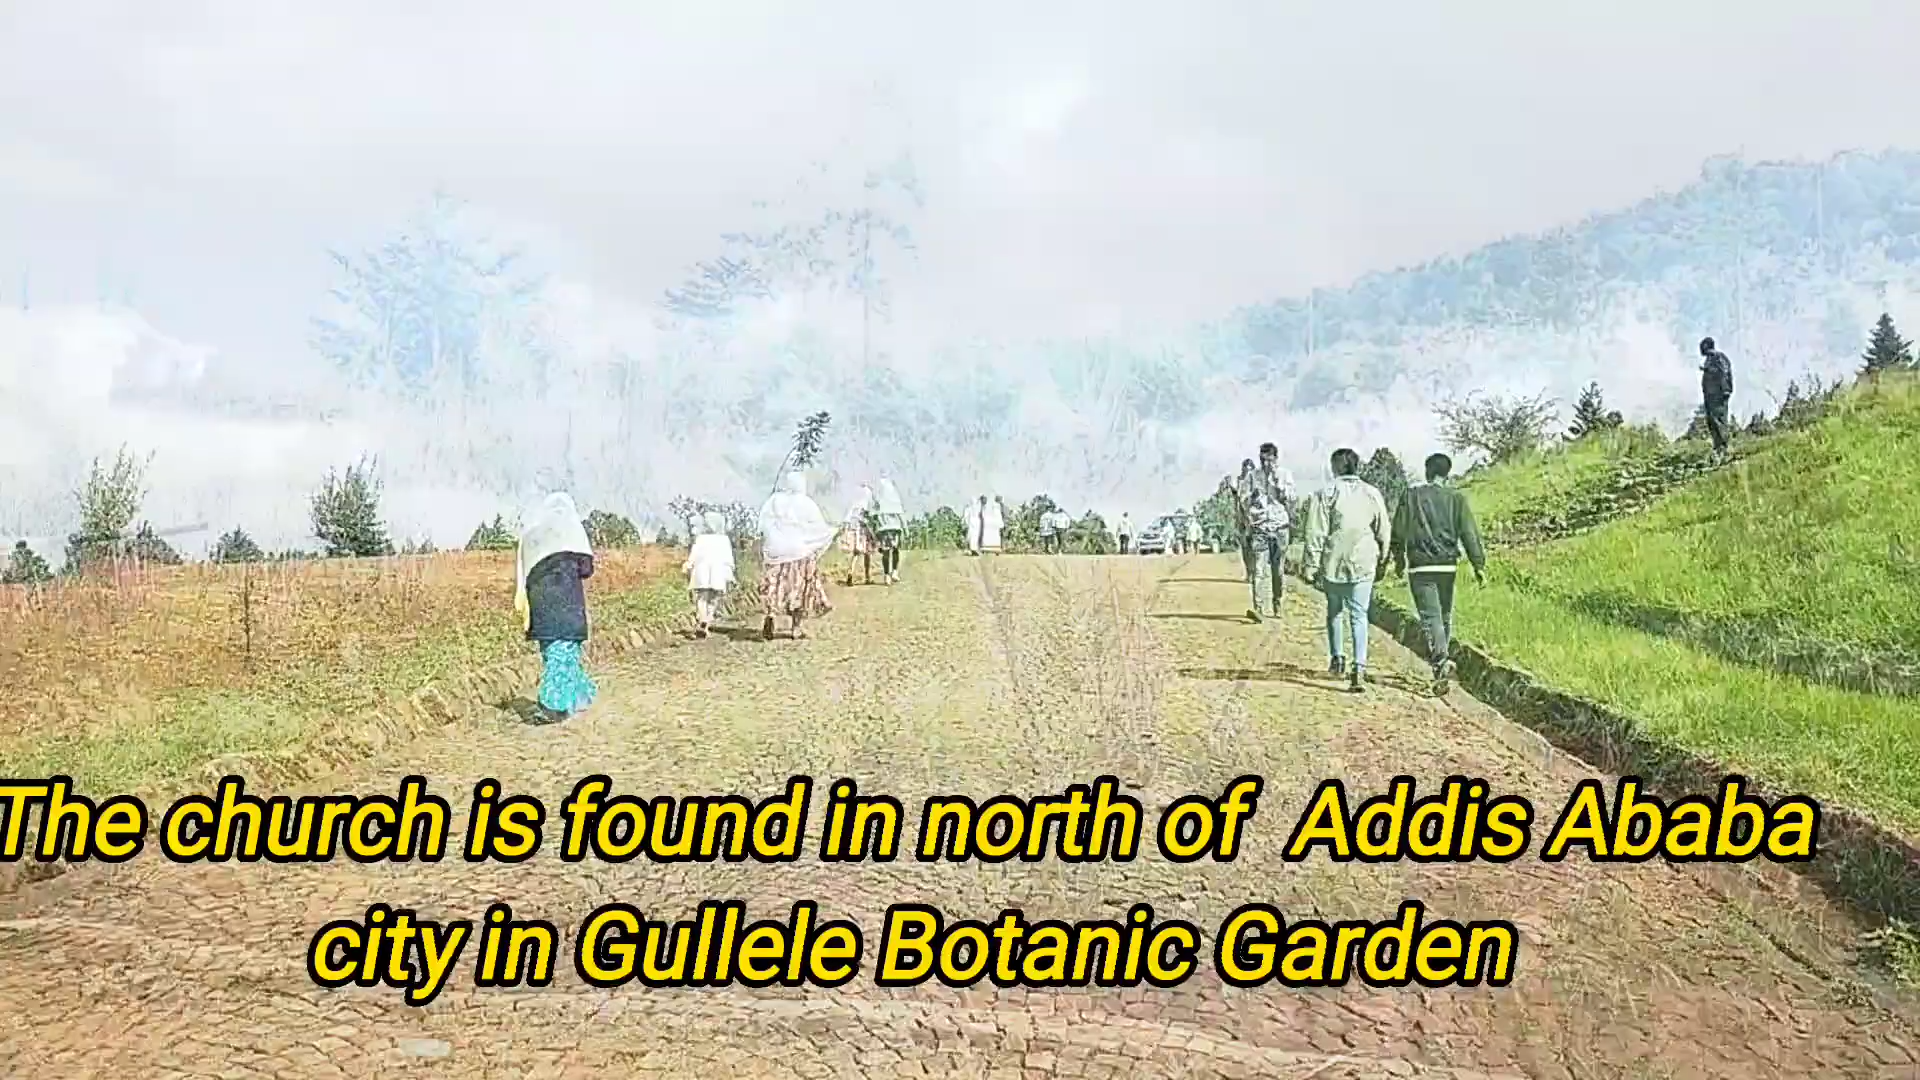 The church is found in north of  Addis Ababa
city in Gullele Botanic Garden